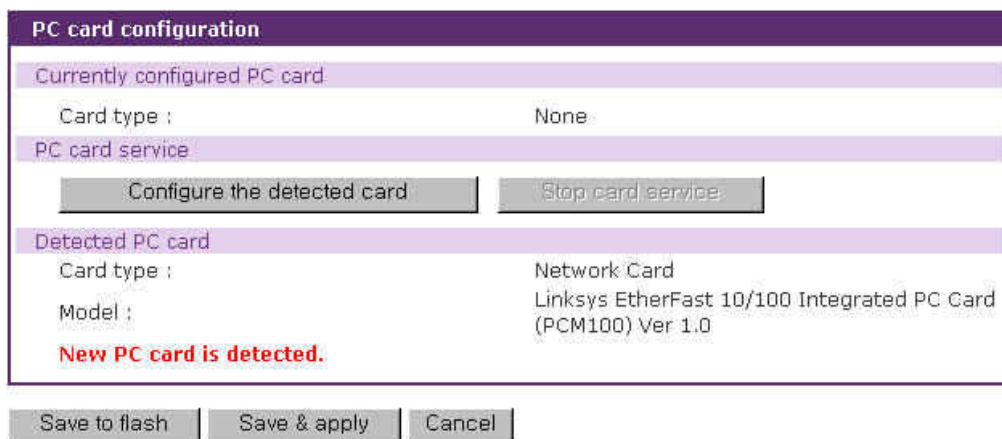 PC card configuration
Currently configured PC card
Card type : None
PC card service
Configure the detected card Stop card service
Detected PC card
Card type : Network Card
Model : Linksys EtherFast 10/100 Integrated PC Card
(PCM100) Ver 1.0
New PC card is detected.
Save to flash Save & apply Cancel